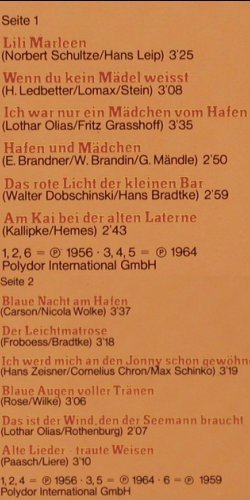 Seite 1
Lili Marleen
(Norbert Schultze/Hans Leip) 3'25
Wenn du kein Mädel weisst
(H. Ledbetter/Lomax/Stein) 3'08
Ich war nur ein Mädchen vom Hafen
(Lothar Olias/Fritz Grasshoff) 3'35
Hafen und Mädchen
(E. Brandner/W. Brandin/G. Mändle) 2'50
Das rote Licht der kleinen Bar
(Walter Dobschinski/Hans Bradtke) 2'59
Am Kai bei der alten Laterne
(Kallipke/Hemes) 2'43
1, 2, 6 = ℗ 1956 · 3, 4, 5 = ℗ 1964
Polydor International GmbH
Seite 2
Blaue Nacht am Hafen
(Carson/Nicola Wolke) 3'37
Der Leichtmatrose
(Froboess/Bradtke) 3'18
Ich werd mich an den Jonny schon gewöhne
(Hans Zeisner/Cornelius Chron/Max Schinko) 3'19
Blaue Augen voller Tränen
(Rose/Wilke) 3'06
Das ist der Wind, den der Seemann braucht
(Lothar Olias/Rothenburg) 2'07
Alte Lieder - traute Weisen
(Paasch/Liere) 3'10
1, 2, 4 = ℗ 1956 · 3, 5 = ℗ 1964 · 6 = ℗ 1959
Polydor International GmbH